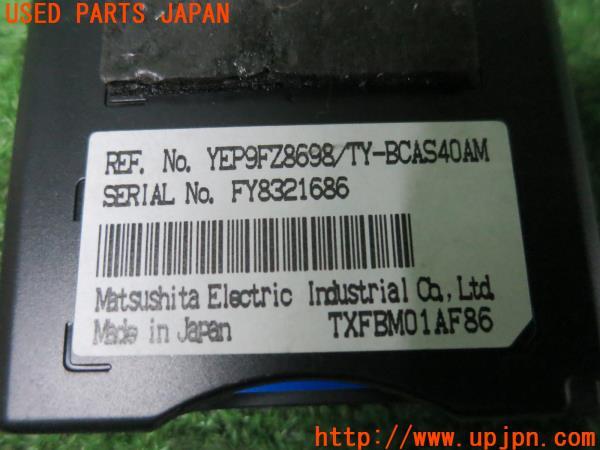 USED PARTS JAPAN
REF. No. YEP9FZ8698/TY-BCAS40AM
SERIAL No. FY8321686
Matsushita Electric Industrial Co., Ltd.
Made in Japan TXFBM01AF86
UPJ www.upjpn.com